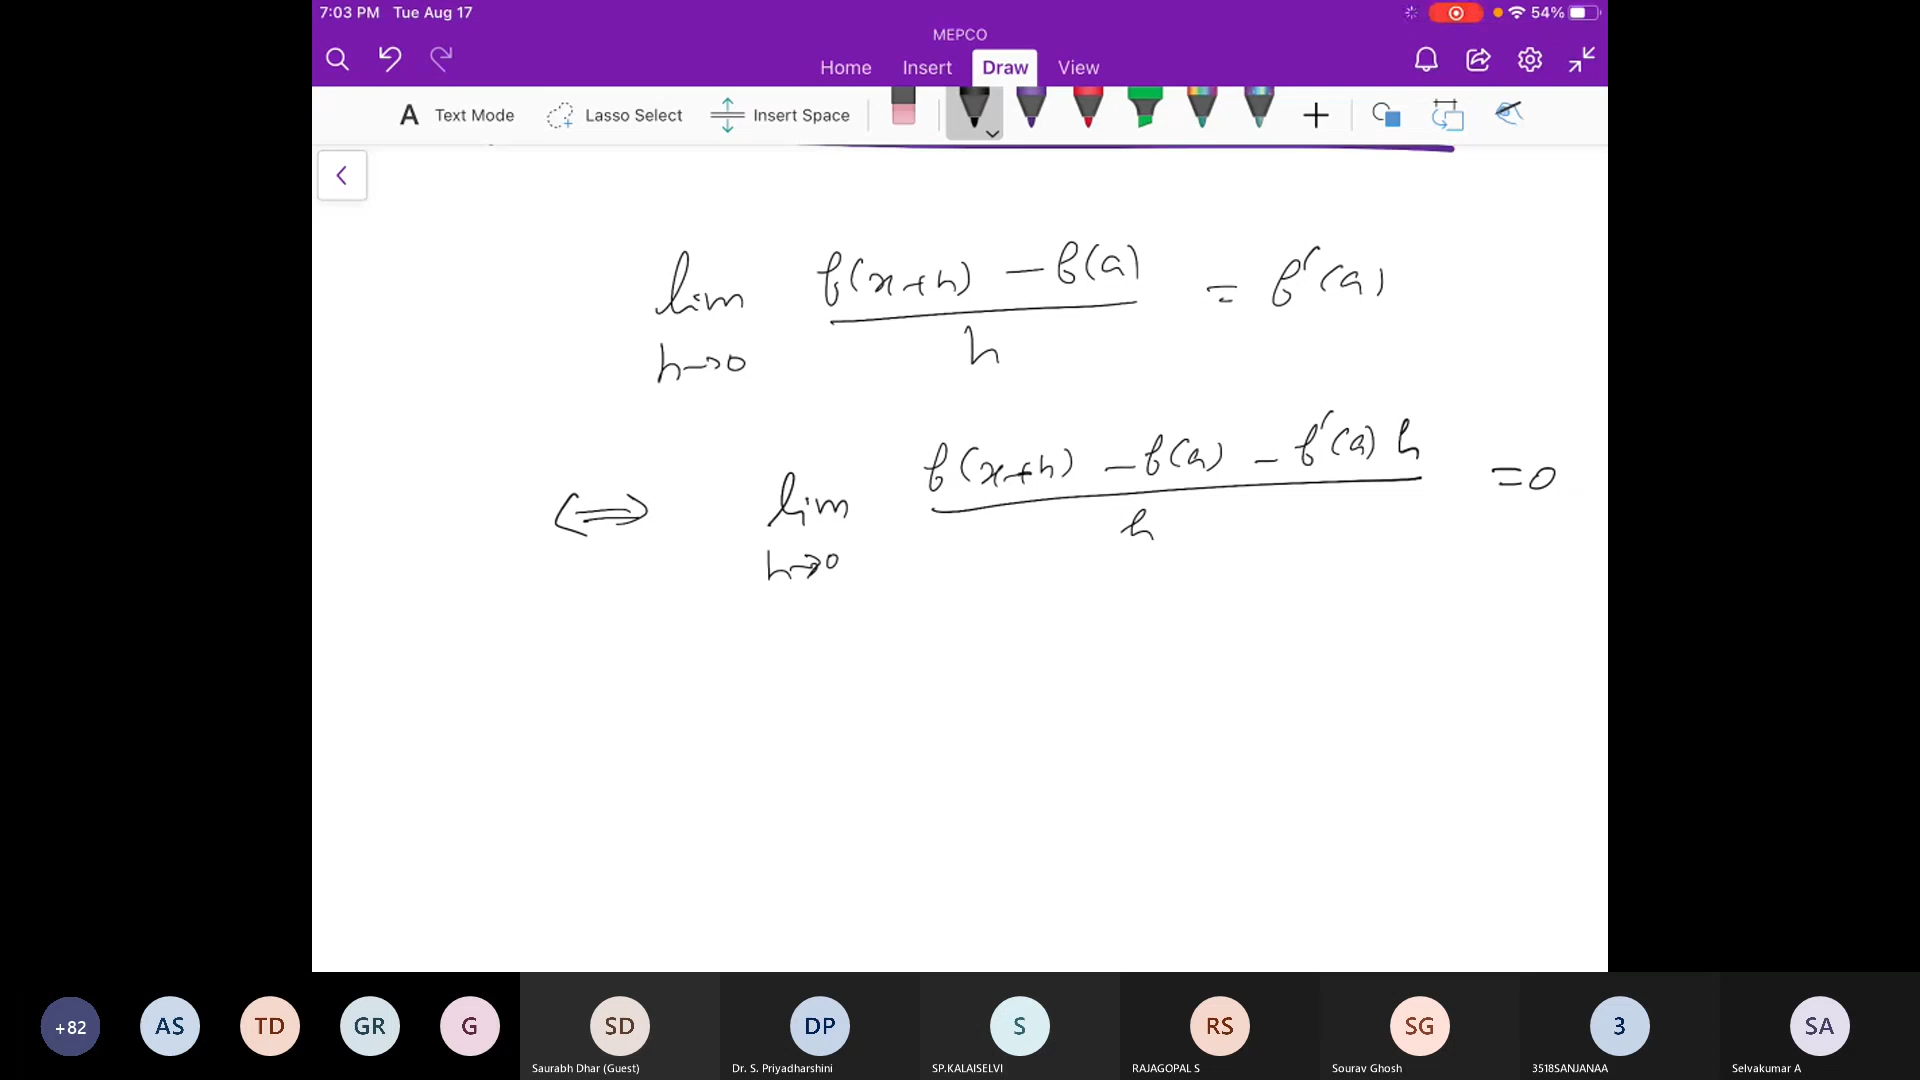 7:03 PM Tue Aug 17
54%
MEPCO
Home Insert Draw View
A Text Mode Lasso Select Insert Space
lim f(x+h) - f(a) = f'(a)
h→0 h
⟺ lim f(x+h) - f(a) - f'(a) h = 0
h→0 h
+82 AS TD GR G SD DP S RS SG 3 SA
Saurabh Dhar (Guest) Dr. S. Priyadharshini SP.KALAISELVI RAJAGOPAL S Sourav Ghosh 3518SANJANAA Selvakumar A